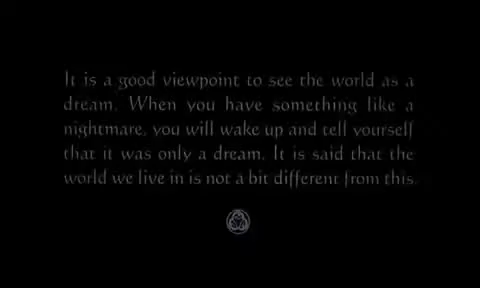 It is a good viewpoint to see the world as a
dream. When you have something like a
nightmare, you will wake up and tell yourself
that it was only a dream. It is said that the
world we live in is not a bit different from this.